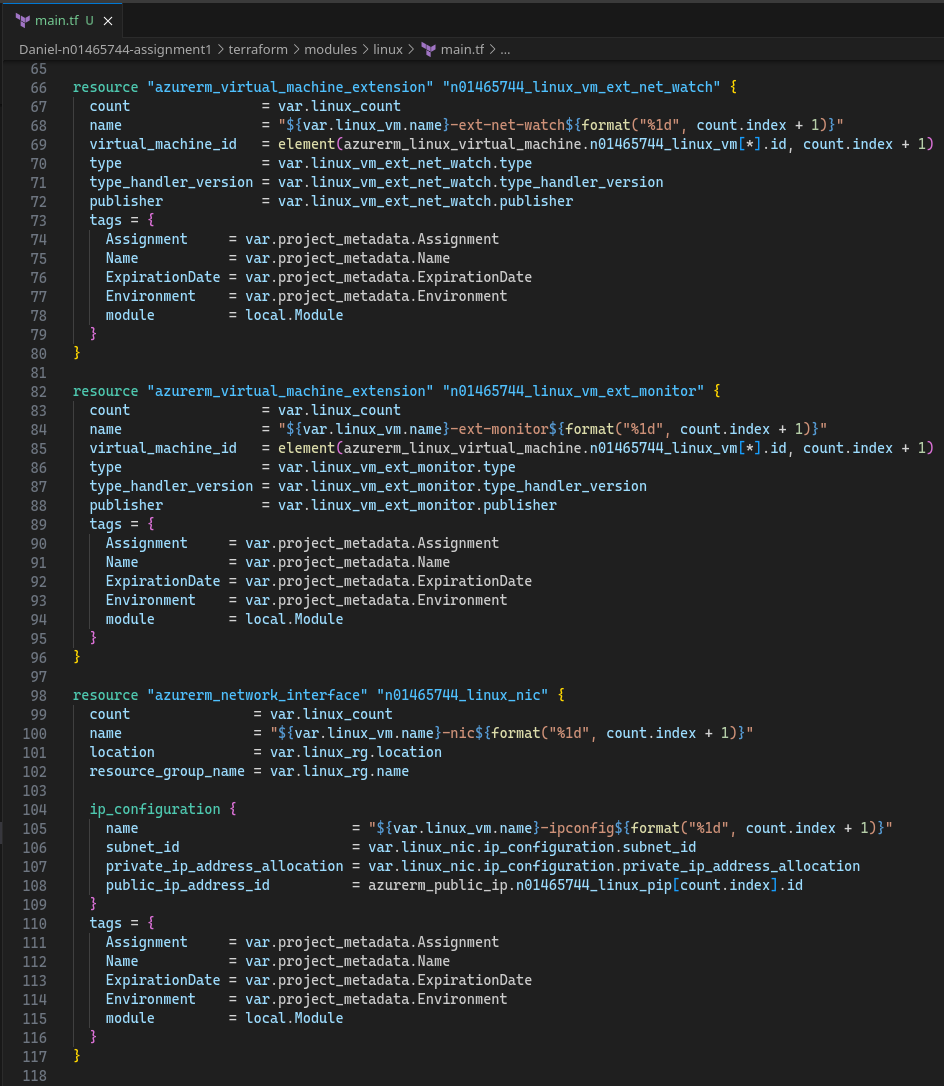 main.tf U ×
Daniel-n01465744-assignment1 > terraform > modules > linux > main.tf > ...
65
66 resource "azurerm_virtual_machine_extension" "n01465744_linux_vm_ext_net_watch" {
67   count                = var.linux_count
68   name                 = "${var.linux_vm.name}-ext-net-watch${format("%1d", count.index + 1)}"
69   virtual_machine_id   = element(azurerm_linux_virtual_machine.n01465744_linux_vm[*].id, count.index + 1)
70   type                 = var.linux_vm_ext_net_watch.type
71   type_handler_version = var.linux_vm_ext_net_watch.type_handler_version
72   publisher            = var.linux_vm_ext_net_watch.publisher
73   tags = {
74     Assignment     = var.project_metadata.Assignment
75     Name           = var.project_metadata.Name
76     ExpirationDate = var.project_metadata.ExpirationDate
77     Environment    = var.project_metadata.Environment
78     module         = local.Module
79   }
80 }
81
82 resource "azurerm_virtual_machine_extension" "n01465744_linux_vm_ext_monitor" {
83   count                = var.linux_count
84   name                 = "${var.linux_vm.name}-ext-monitor${format("%1d", count.index + 1)}"
85   virtual_machine_id   = element(azurerm_linux_virtual_machine.n01465744_linux_vm[*].id, count.index + 1)
86   type                 = var.linux_vm_ext_monitor.type
87   type_handler_version = var.linux_vm_ext_monitor.type_handler_version
88   publisher            = var.linux_vm_ext_monitor.publisher
89   tags = {
90     Assignment     = var.project_metadata.Assignment
91     Name           = var.project_metadata.Name
92     ExpirationDate = var.project_metadata.ExpirationDate
93     Environment    = var.project_metadata.Environment
94     module         = local.Module
95   }
96 }
97
98 resource "azurerm_network_interface" "n01465744_linux_nic" {
99   count               = var.linux_count
100   name                = "${var.linux_vm.name}-nic${format("%1d", count.index + 1)}"
101   location            = var.linux_rg.location
102   resource_group_name = var.linux_rg.name
103
104   ip_configuration {
105     name                          = "${var.linux_vm.name}-ipconfig${format("%1d", count.index + 1)}"
106     subnet_id                     = var.linux_nic.ip_configuration.subnet_id
107     private_ip_address_allocation = var.linux_nic.ip_configuration.private_ip_address_allocation
108     public_ip_address_id          = azurerm_public_ip.n01465744_linux_pip[count.index].id
109   }
110   tags = {
111     Assignment     = var.project_metadata.Assignment
112     Name           = var.project_metadata.Name
113     ExpirationDate = var.project_metadata.ExpirationDate
114     Environment    = var.project_metadata.Environment
115     module         = local.Module
116   }
117 }
118